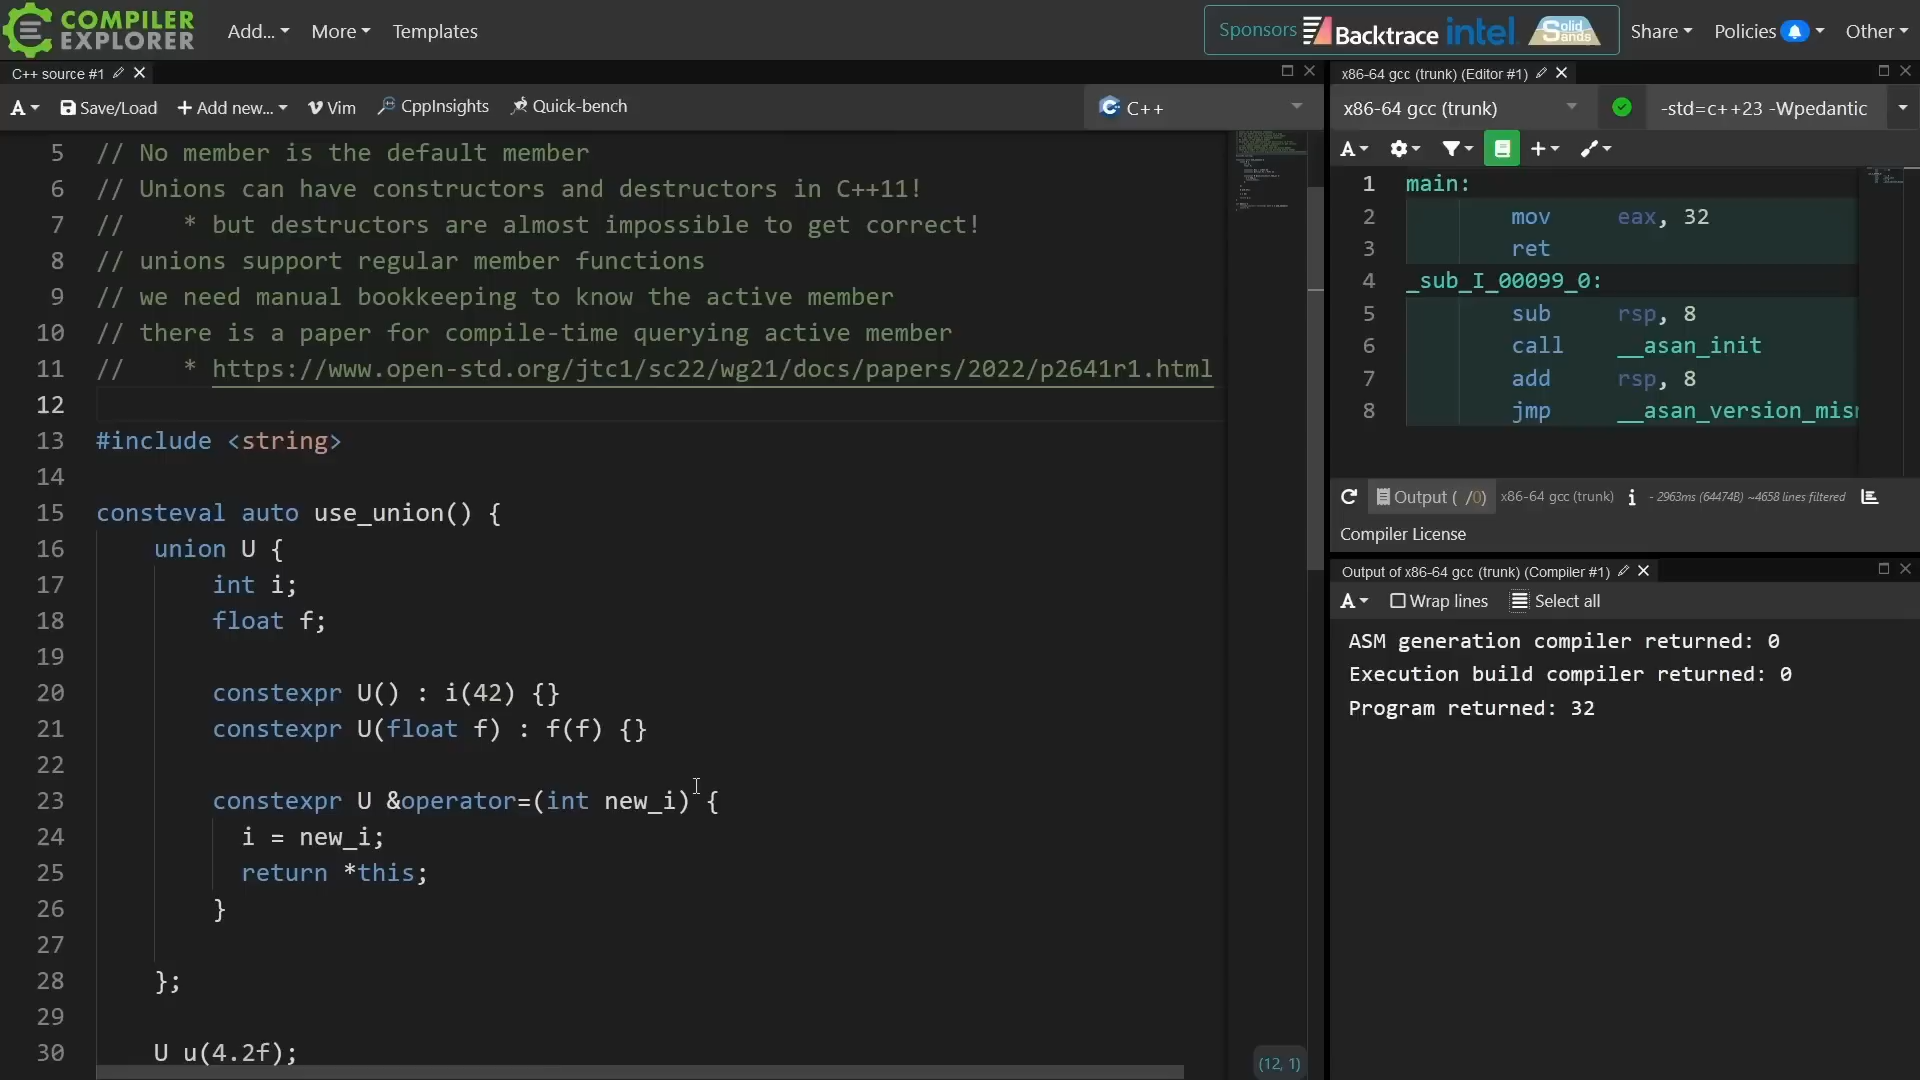 COMPILER EXPLORER
Add... More Templates
Sponsors Backtrace intel Solid Sands Share Policies Other
C++ source #1
A Save/Load + Add new... Vim CppInsights Quick-bench C++
5 // No member is the default member
6 // Unions can have constructors and destructors in C++11!
7 //     * but destructors are almost impossible to get correct!
8 // unions support regular member functions
9 // we need manual bookkeeping to know the active member
10 // there is a paper for compile-time querying active member
11 //     * https://www.open-std.org/jtc1/sc22/wg21/docs/papers/2022/p2641r1.html
12
13 #include <string>
14
15 consteval auto use_union() {
16     union U {
17         int i;
18         float f;
19
20         constexpr U() : i(42) {}
21         constexpr U(float f) : f(f) {}
22
23         constexpr U &operator=(int new_i) {
24           i = new_i;
25           return *this;
26         }
27
28     };
29
30     U u(4.2f);
(12, 1)
x86-64 gcc (trunk) (Editor #1)
x86-64 gcc (trunk) -std=c++23 -Wpedantic
A
1 main:
2         mov     eax, 32
3         ret
4 _sub_I_00099_0:
5         sub     rsp, 8
6         call    __asan_init
7         add     rsp, 8
8         jmp     __asan_version_mis
Output ( /0) x86-64 gcc (trunk) i - 2963ms (64474B) ~4658 lines filtered
Compiler License
Output of x86-64 gcc (trunk) (Compiler #1)
A Wrap lines Select all
ASM generation compiler returned: 0
Execution build compiler returned: 0
Program returned: 32